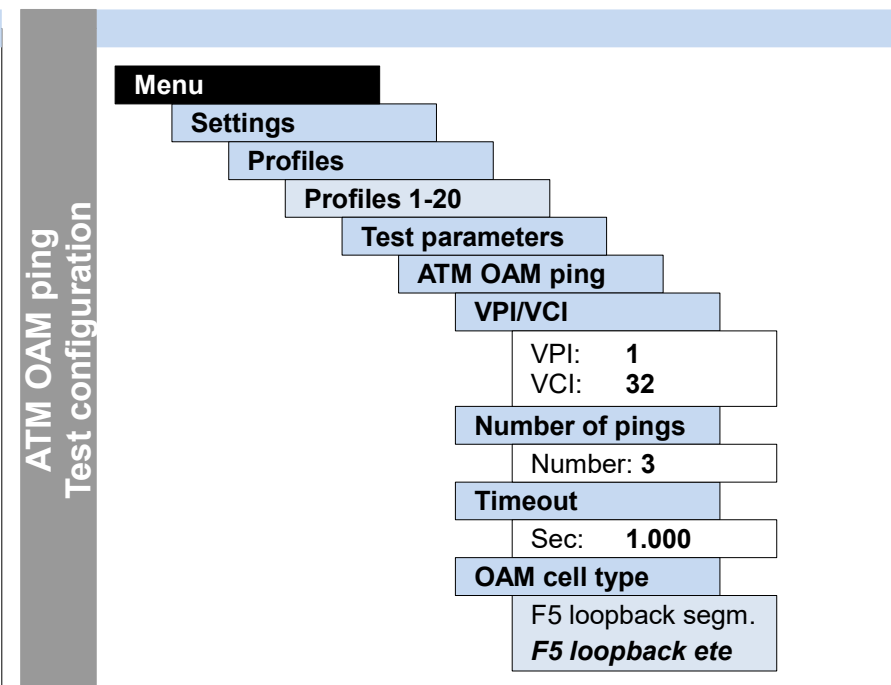 ATM OAM ping
Test configuration
Menu
Settings
Profiles
Profiles 1-20
Test parameters
ATM OAM ping
VPI/VCI
VPI: 1
VCI: 32
Number of pings
Number: 3
Timeout
Sec: 1.000
OAM cell type
F5 loopback segm.
F5 loopback ete